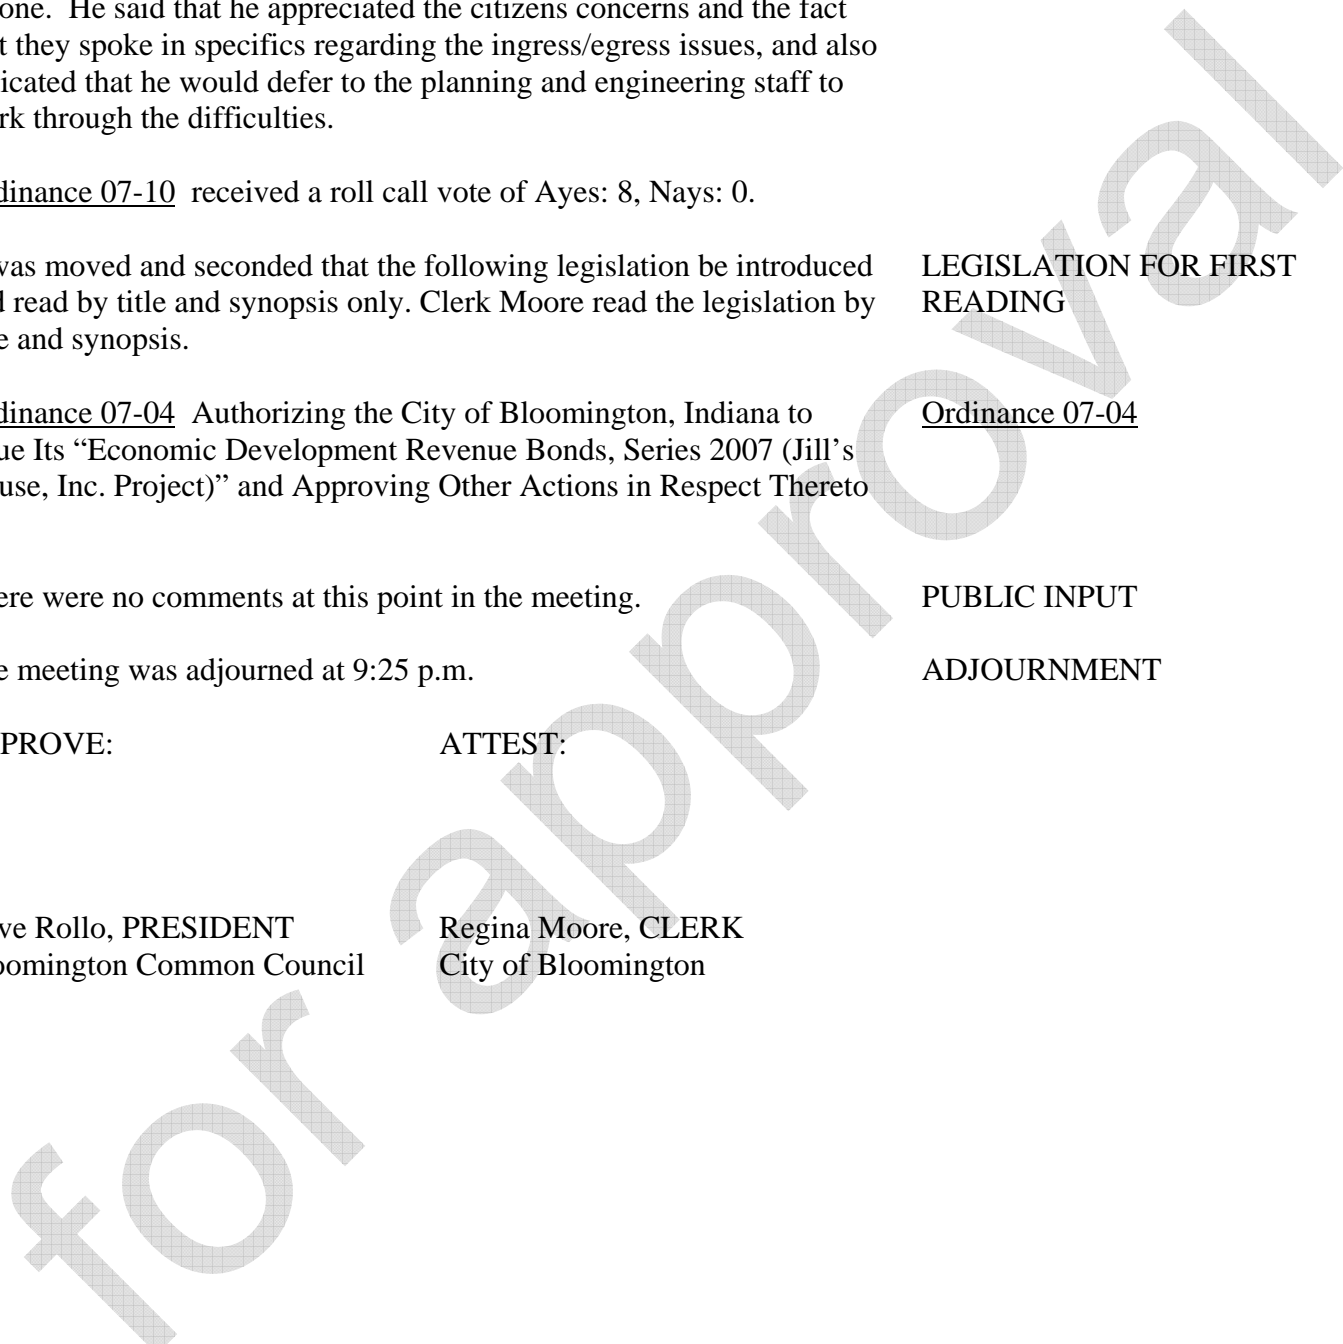 one. He said that he appreciated the citizens concerns and the fact
t they spoke in specifics regarding the ingress/egress issues, and also
icated that he would defer to the planning and engineering staff to
rk through the difficulties.
dinance 07-10 received a roll call vote of Ayes: 8, Nays: 0.
was moved and seconded that the following legislation be introduced
d read by title and synopsis only. Clerk Moore read the legislation by
e and synopsis.
LEGISLATION FOR FIRST
READING
dinance 07-04 Authorizing the City of Bloomington, Indiana to
ue Its “Economic Development Revenue Bonds, Series 2007 (Jill’s
use, Inc. Project)” and Approving Other Actions in Respect Thereto
Ordinance 07-04
ere were no comments at this point in the meeting.
PUBLIC INPUT
e meeting was adjourned at 9:25 p.m.
ADJOURNMENT
PROVE:
ATTEST:
ve Rollo, PRESIDENT
oomington Common Council
Regina Moore, CLERK
City of Bloomington
for approval